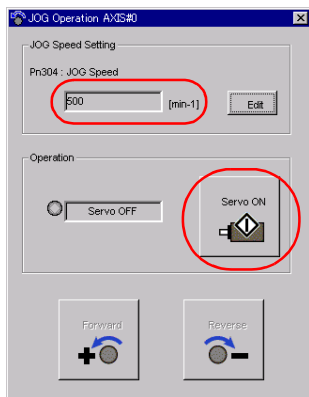 JOG Operation AXIS#0
JOG Speed Setting
Pn304 : JOG Speed
500 [min-1] Edit
Operation
Servo OFF
Servo ON
Forward Reverse